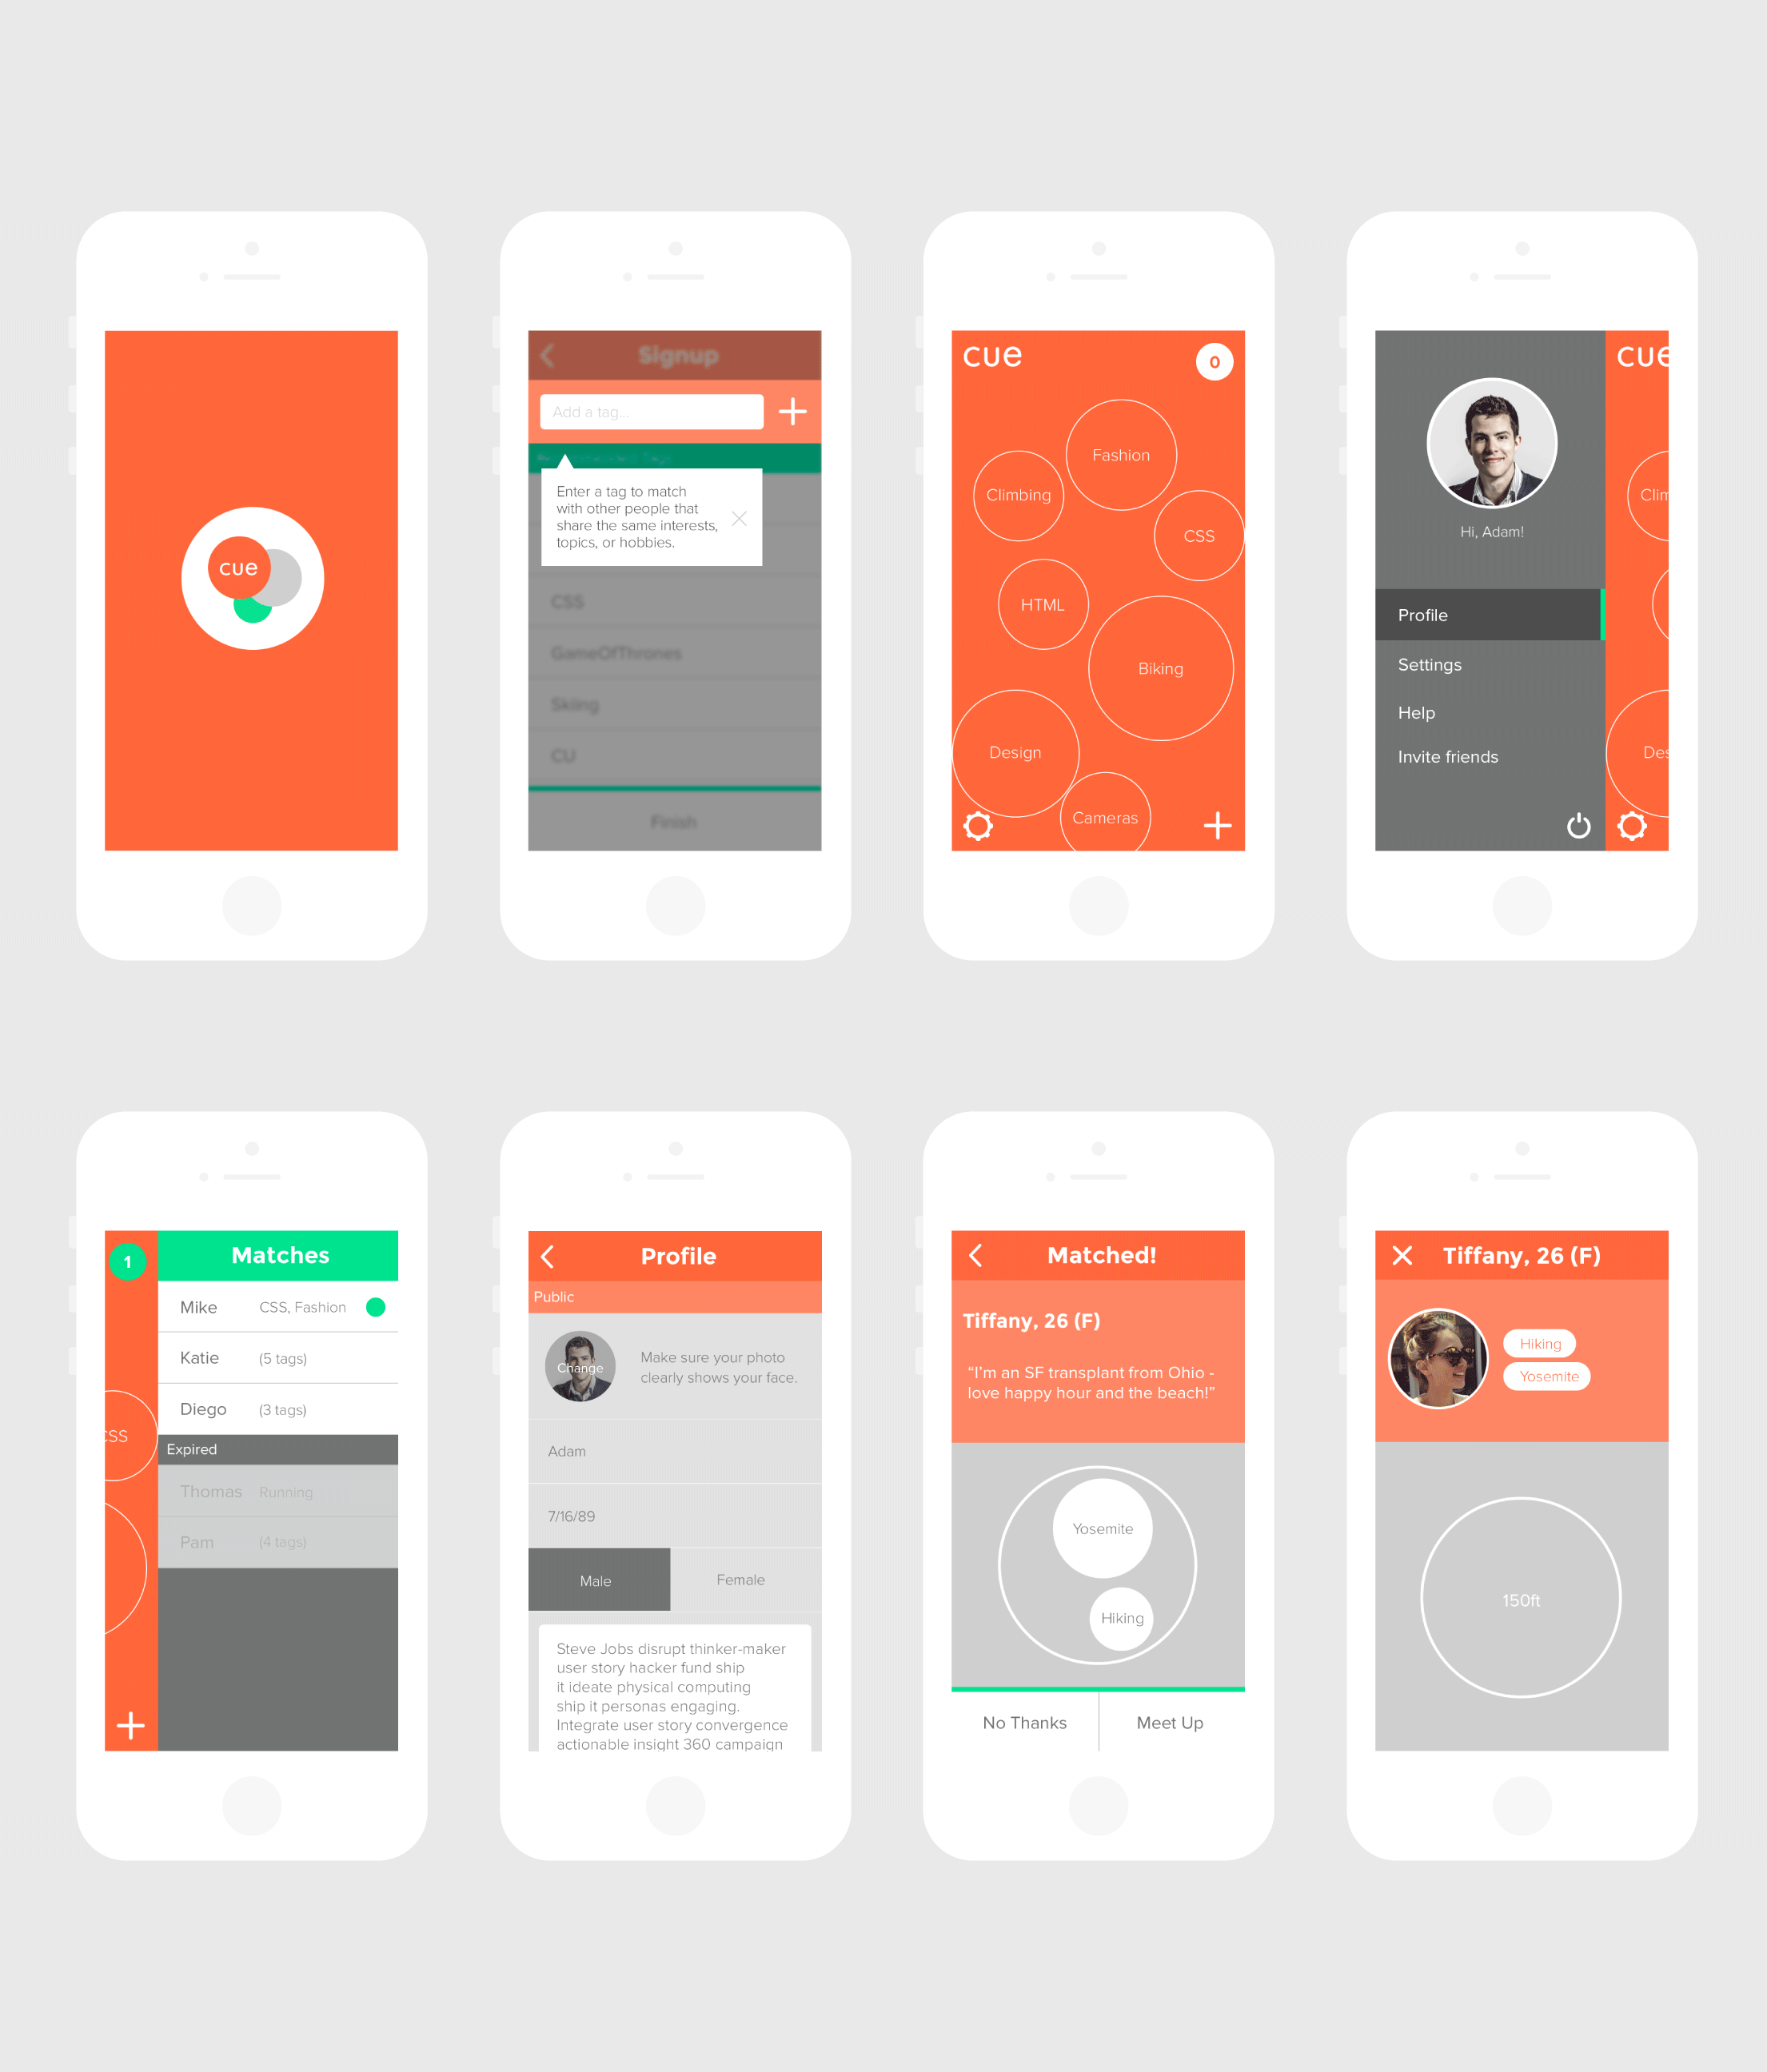 cue
Signup
Add a tag...
Enter a tag to match
with other people that
share the same interests,
topics, or hobbies.
CSS
GameOfThrones
Skiing
CU
Finish
cue
0
Fashion
Climbing
CSS
HTML
Biking
Design
Cameras
cue
Hi, Adam!
Clim
Profile
Settings
Help
Invite friends
Des
1
Matches
Mike CSS, Fashion
Katie (5 tags)
Diego (3 tags)
CSS
Expired
Thomas Running
Pam (4 tags)
Profile
Public
Change
Make sure your photo
clearly shows your face.
Adam
7/16/89
Male Female
Steve Jobs disrupt thinker-maker
user story hacker fund ship
it ideate physical computing
ship it personas engaging.
Integrate user story convergence
actionable insight 360 campaign
Matched!
Tiffany, 26 (F)
“I’m an SF transplant from Ohio -
love happy hour and the beach!”
Yosemite
Hiking
No Thanks Meet Up
Tiffany, 26 (F)
Hiking
Yosemite
150ft